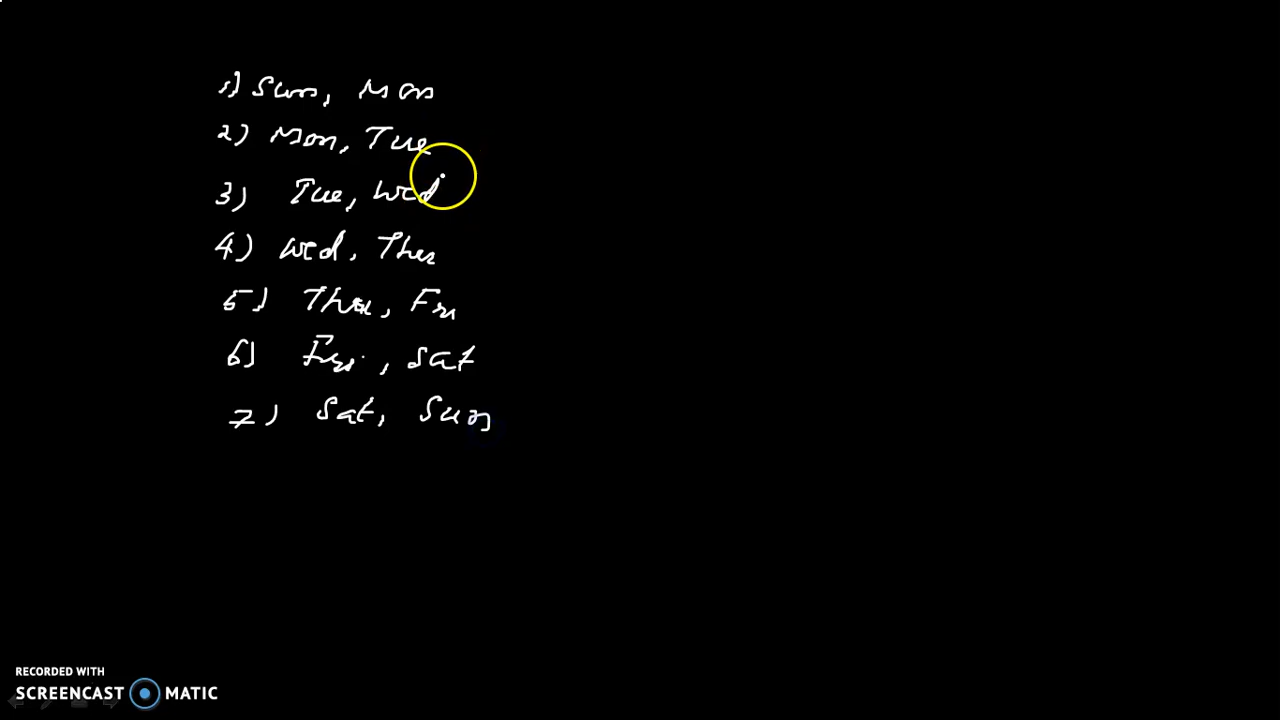 1) Sun, Mon
2) Mon, Tue
3) Tue, Wed
4) Wed, Thu
5) Thu, Fri
6) Fri, Sat
7) Sat, Sun
RECORDED WITH
SCREENCAST MATIC